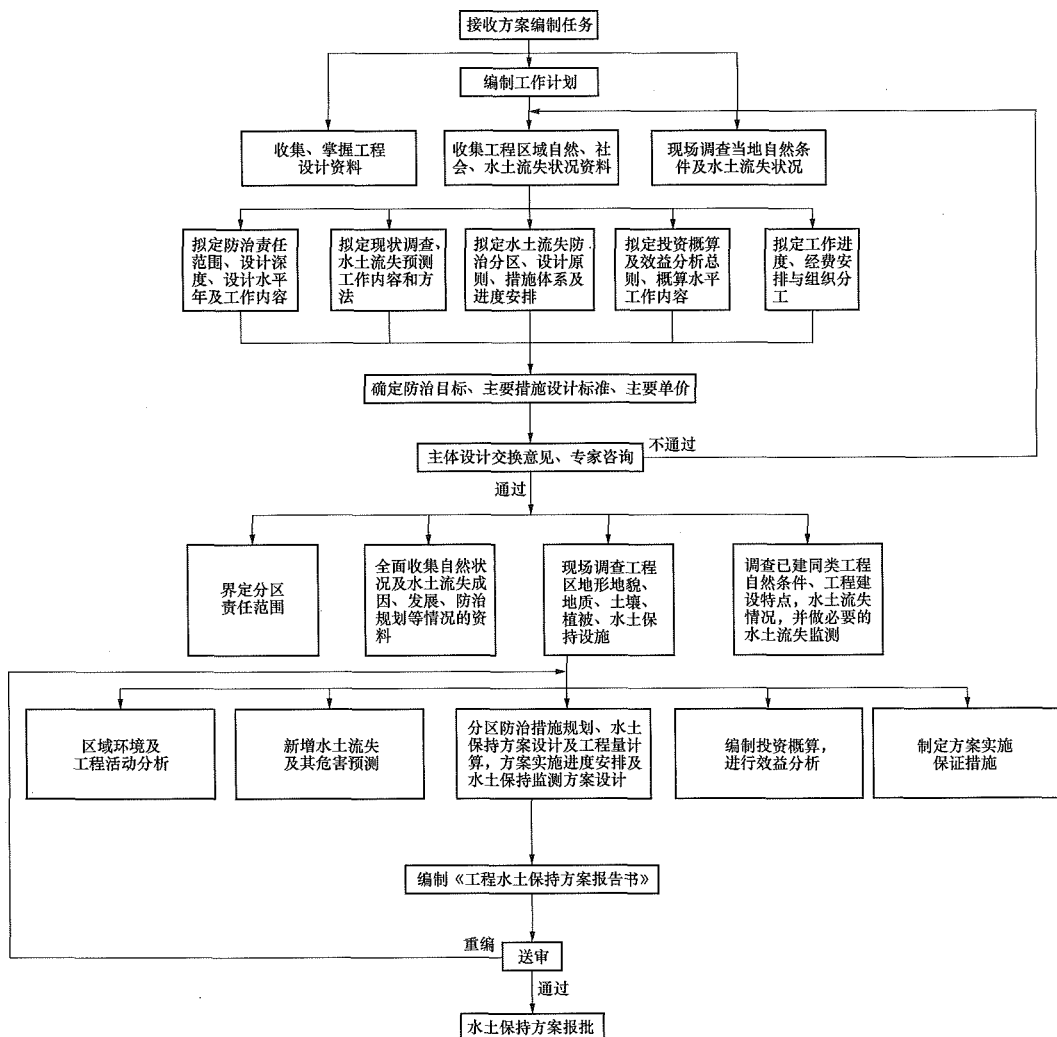 接收方案编制任务
编制工作计划
收集、掌握工程
设计资料
收集工程区域自然、社
会、水土流失状况资料
现场调查当地自然条
件及水土流失状况
拟定防治责任
范围、设计深
度、设计水平
年及工作内容
拟定现状调查、
水土流失预测
工作内容和方
法
拟定水土流失防
治分区、设计原
则、措施体系及
进度安排
拟定投资概算
及效益分析总
则、概算水平
工作内容
拟定工作进
度、经费安
排与组织分
工
确定防治目标、主要措施设计标准、主要单价
主体设计交换意见、专家咨询
不通过
通过
界定分区
责任范围
全面收集自然状
况及水土流失成
因、发展、防治
规划等情况的资
料
现场调查工程
区地形地貌、
地质、土壤、
植被、水土保
持设施
调查已建同类工程
自然条件、工程建
设特点，水土流失
情况，并做必要的
水土流失监测
区域环境及
工程活动分析
新增水土流失
及其危害预测
分区防治措施规划、水土
保持方案设计及工程量计
算，方案实施进度安排及
水土保持监测方案设计
编制投资概算，
进行效益分析
制定方案实施
保证措施
编制《工程水土保持方案报告书》
重编
送审
通过
水土保持方案报批